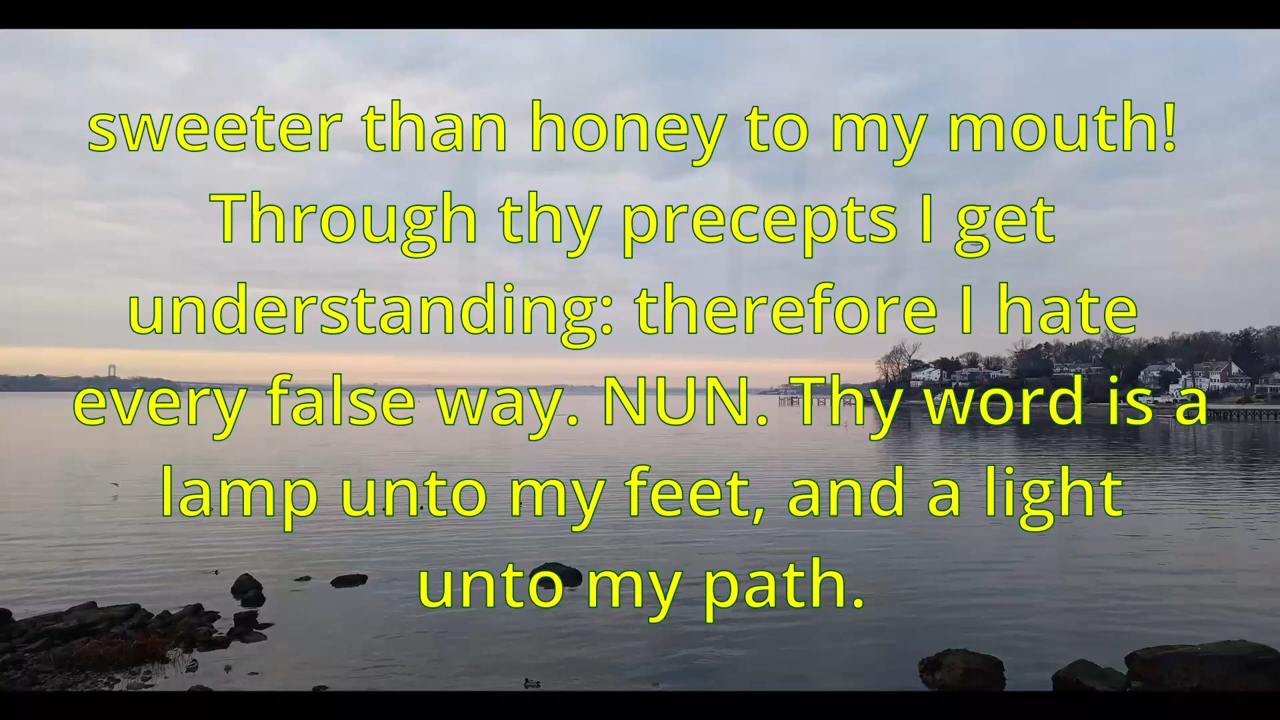 sweeter than honey to my mouth!
Through thy precepts I get
understanding: therefore I hate
every false way. NUN. Thy word is a
lamp unto my feet, and a light
unto my path.